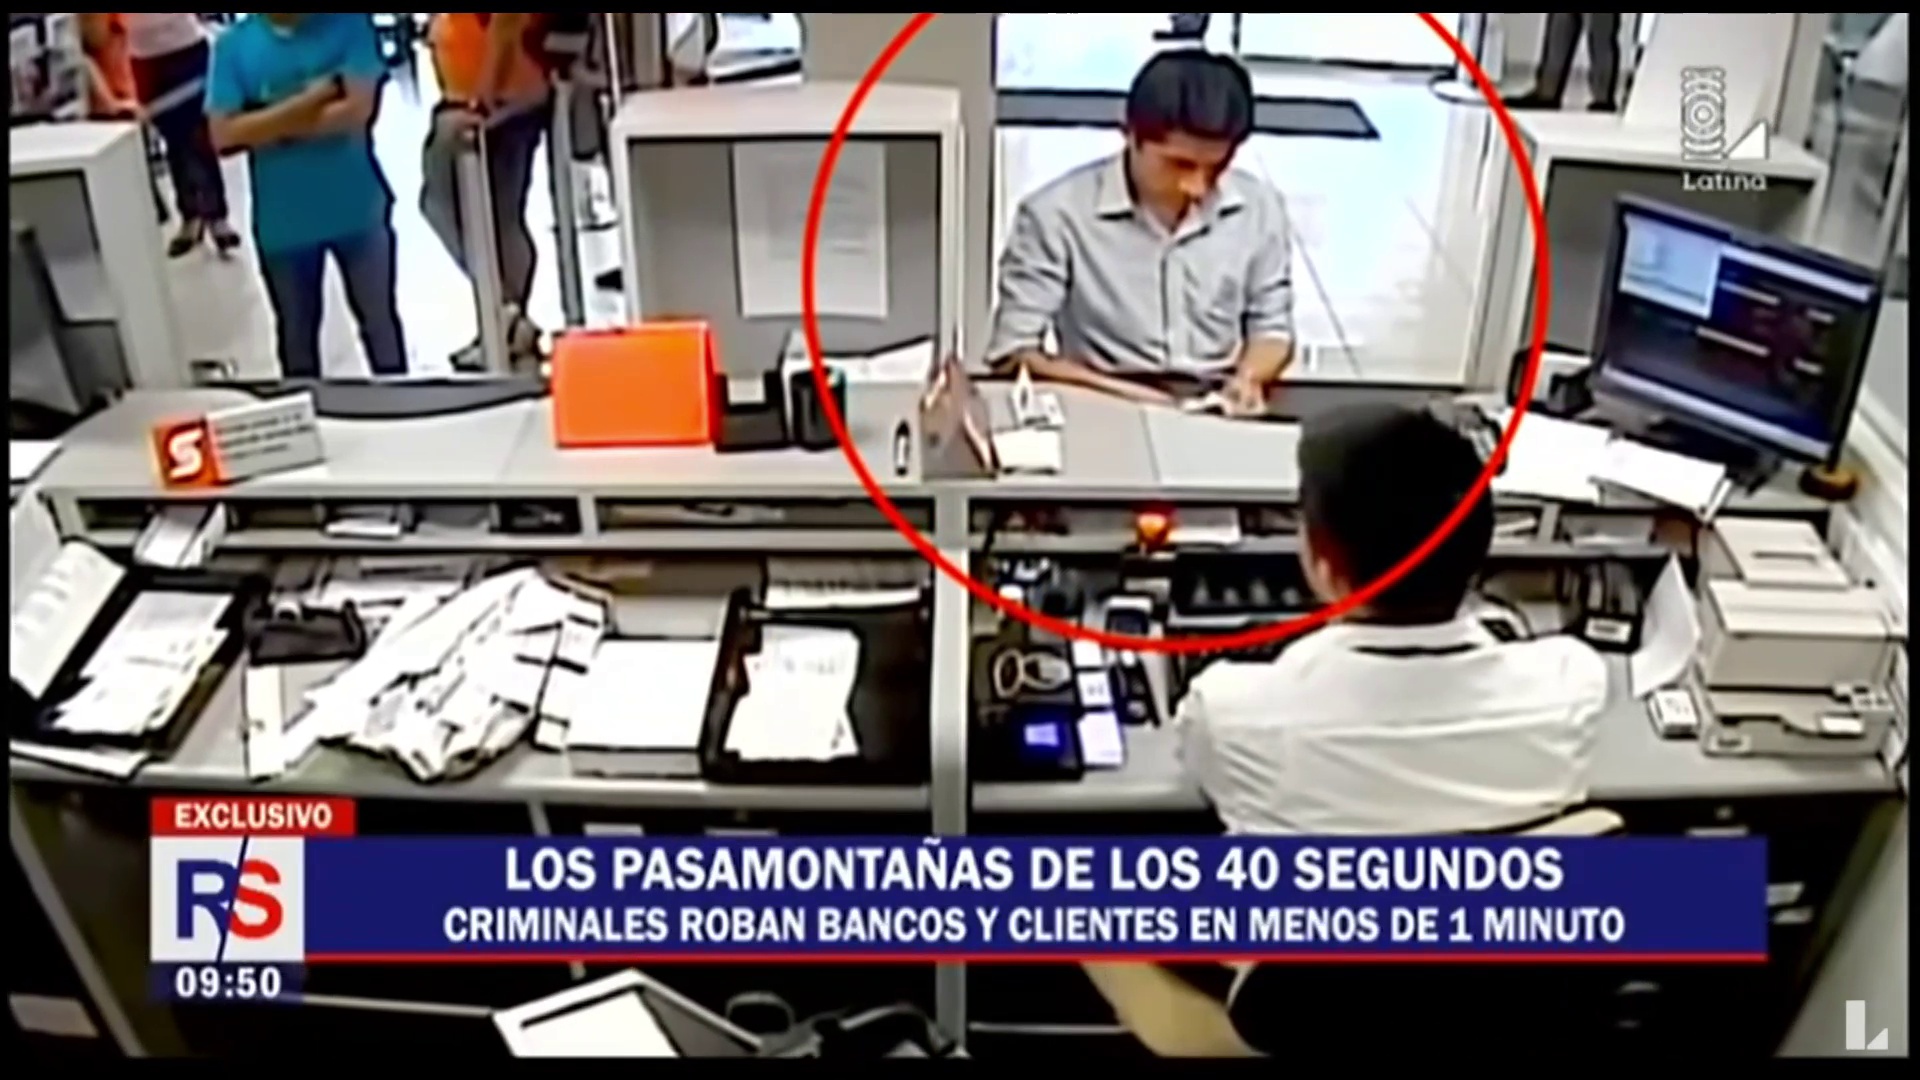 Latina
EXCLUSIVO
RS
LOS PASAMONTAÑAS DE LOS 40 SEGUNDOS
CRIMINALES ROBAN BANCOS Y CLIENTES EN MENOS DE 1 MINUTO
09:50